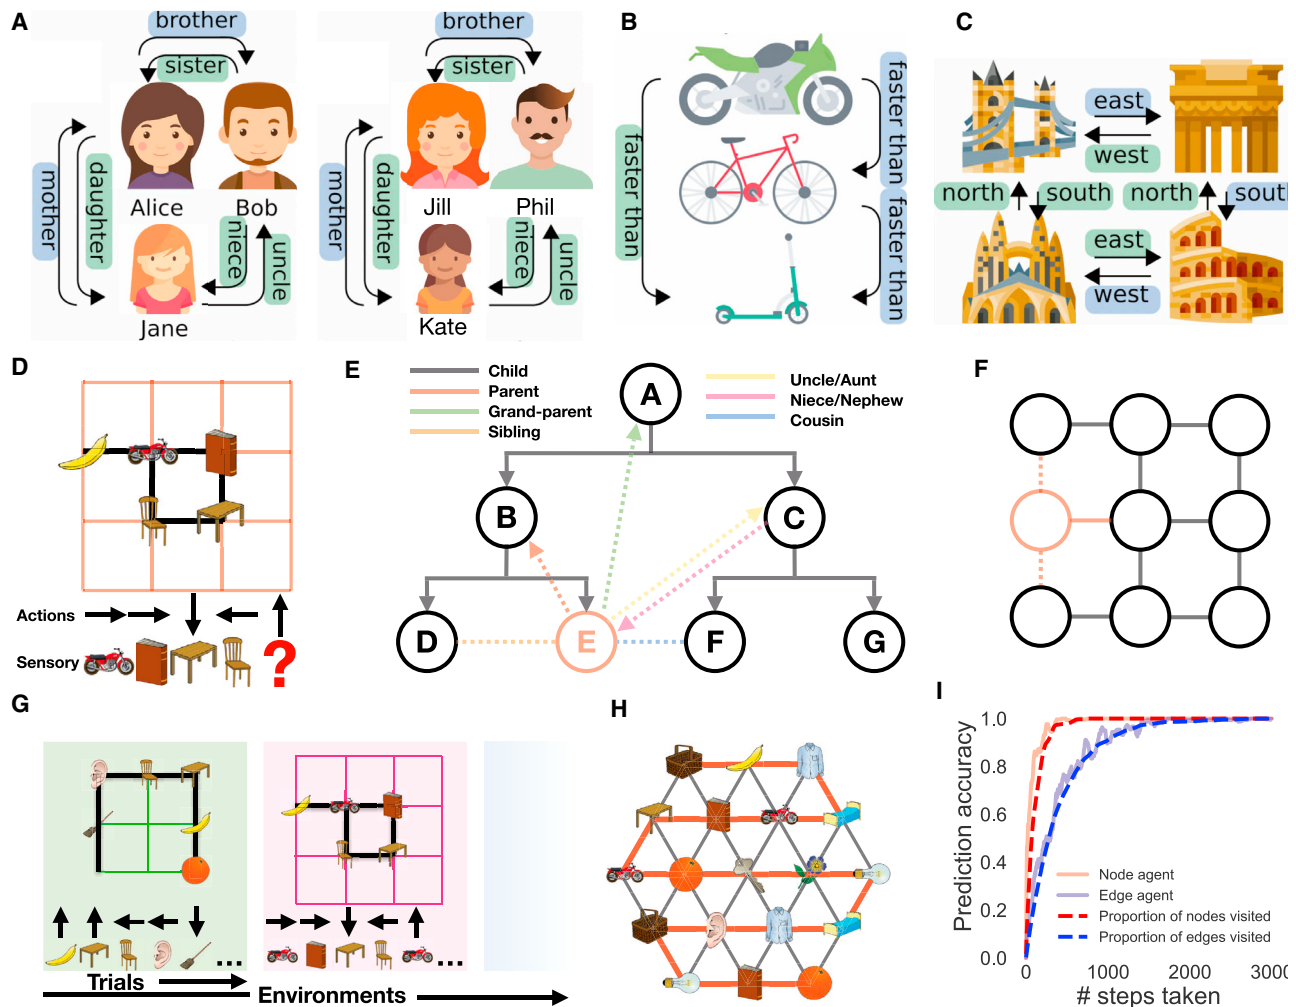 A
brother
sister
mother
daughter
Alice
Bob
niece
uncle
Jane
brother
sister
mother
daughter
Jill
Phil
niece
uncle
Kate
B
faster than
faster than
faster than
C
east
west
north
south
north
south
east
west
D
Actions
Sensory
?
E
Child
Parent
Grand-parent
Sibling
Uncle/Aunt
Niece/Nephew
Cousin
A
B
C
D
E
F
G
F
G
...
...
Trials
Environments
H
I
Prediction accuracy
1.0
0.8
0.6
0.4
0.2
0.0
Node agent
Edge agent
Proportion of nodes visited
Proportion of edges visited
0
1000
2000
3000
# steps taken